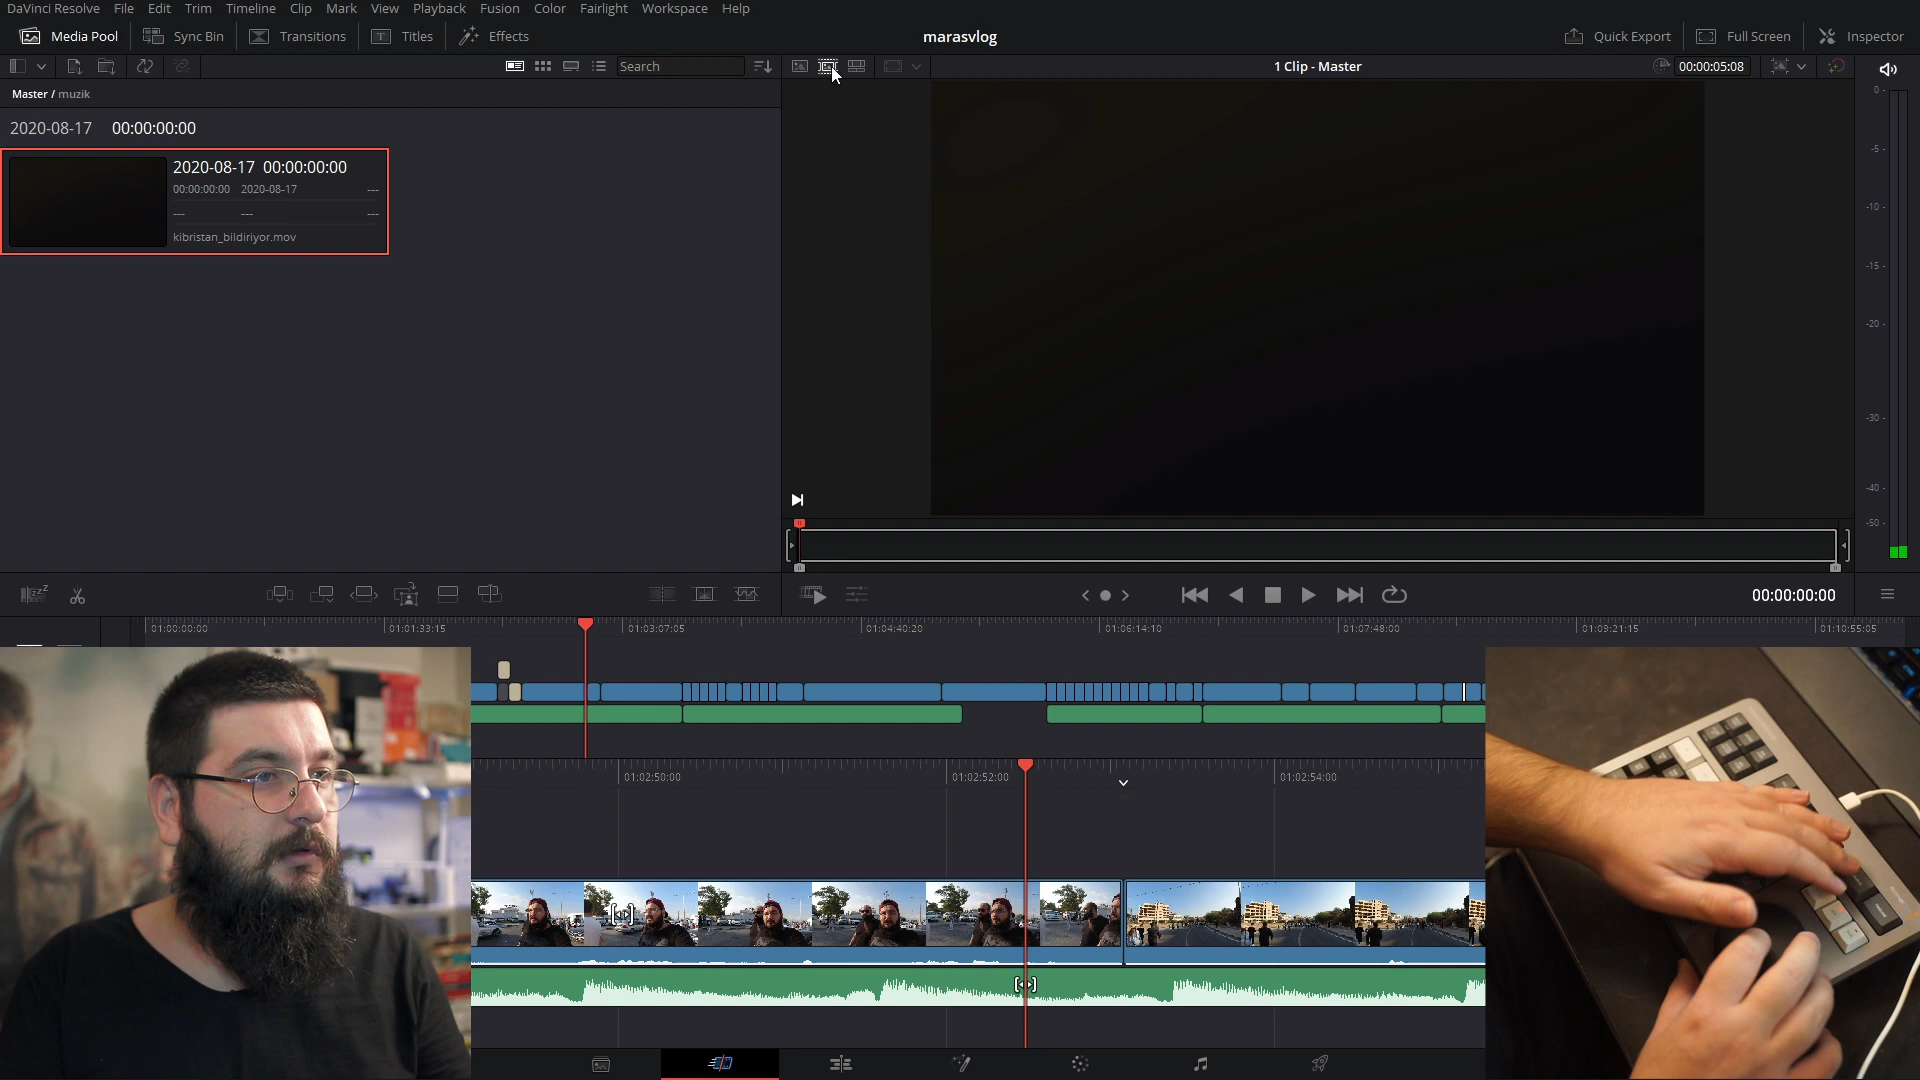 DaVinci Resolve File Edit Trim Timeline Clip Mark View Playback Fusion Color Fairlight Workspace Help
Media Pool Sync Bin Transitions Titles Effects marasvlog Quick Export Full Screen Inspector
Search 1 Clip - Master 00:00:05:08
Master / muzik
2020-08-17 00:00:00:00
2020-08-17 00:00:00:00
00:00:00:00 2020-08-17 ---
--- --- ---
kibristan_bildiriyor.mov
0 -
-5 -
-10 -
-15 -
-20 -
-30 -
-40 -
-50 -
00:00:00:00
01:00:00:00 01:01:33:15 01:03:07:05 01:04:40:20 01:06:14:10 01:07:48:00 01:09:21:15 01:10:55:05
01:02:50:00 01:02:52:00 01:02:54:00